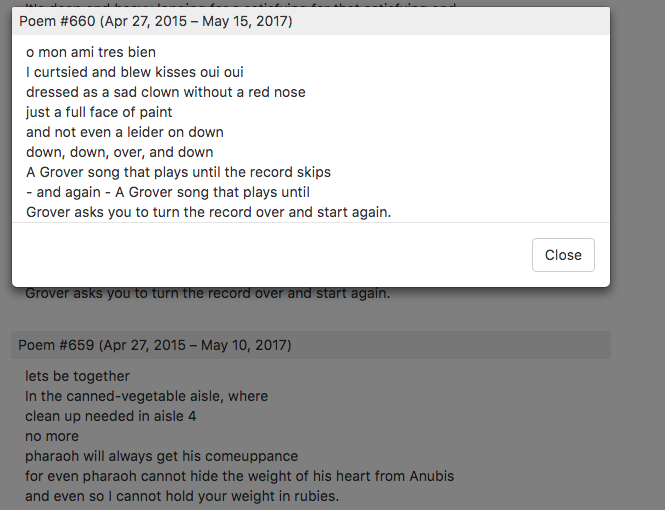 Poem #660 (Apr 27, 2015 – May 15, 2017)
o mon ami tres bien
I curtsied and blew kisses oui oui
dressed as a sad clown without a red nose
just a full face of paint
and not even a leider on down
down, down, over, and down
A Grover song that plays until the record skips
- and again - A Grover song that plays until
Grover asks you to turn the record over and start again.
Close
Grover asks you to turn the record over and start again.
Poem #659 (Apr 27, 2015 – May 10, 2017)
lets be together
In the canned-vegetable aisle, where
clean up needed in aisle 4
no more
pharaoh will always get his comeuppance
for even pharaoh cannot hide the weight of his heart from Anubis
and even so I cannot hold your weight in rubies.